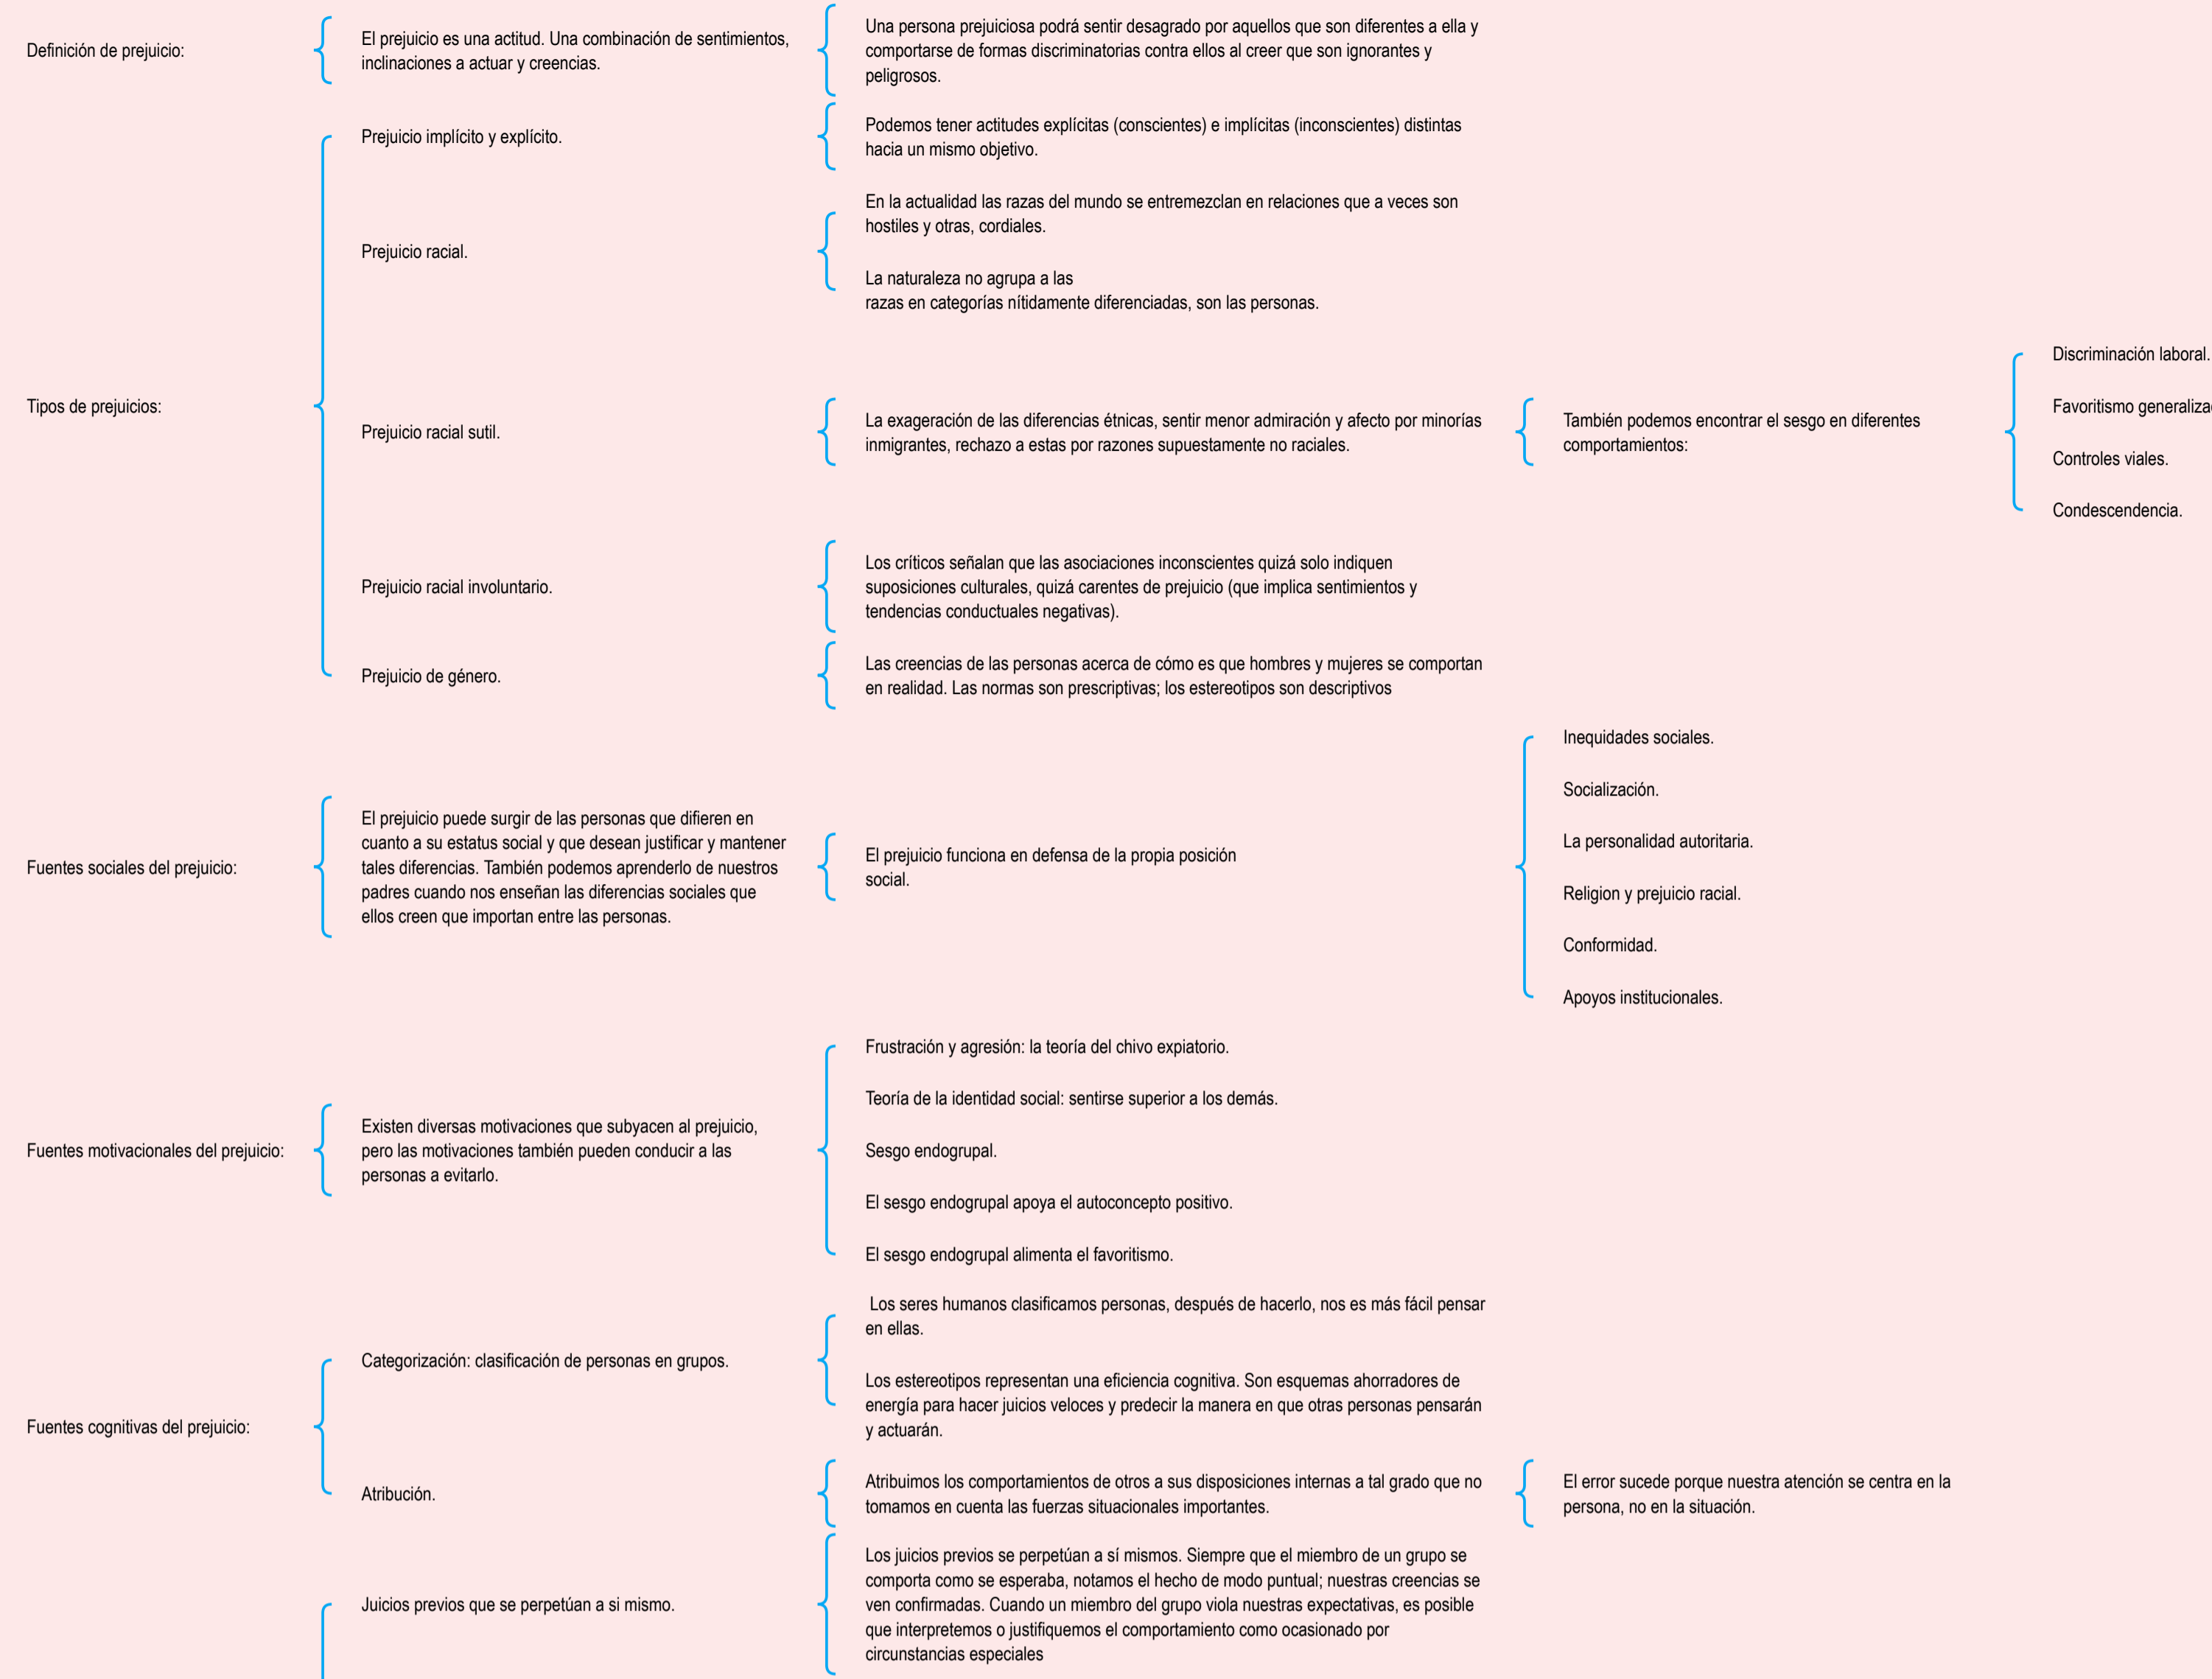 Definición de prejuicio:
El prejuicio es una actitud. Una combinación de sentimientos,
inclinaciones a actuar y creencias.
Una persona prejuiciosa podrá sentir desagrado por aquellos que son diferentes a ella y
comportarse de formas discriminatorias contra ellos al creer que son ignorantes y
peligrosos.
Tipos de prejuicios:
Prejuicio implícito y explícito.
Podemos tener actitudes explícitas (conscientes) e implícitas (inconscientes) distintas
hacia un mismo objetivo.
Prejuicio racial.
En la actualidad las razas del mundo se entremezclan en relaciones que a veces son
hostiles y otras, cordiales.
La naturaleza no agrupa a las
razas en categorías nítidamente diferenciadas, son las personas.
Prejuicio racial sutil.
La exageración de las diferencias étnicas, sentir menor admiración y afecto por minorías
inmigrantes, rechazo a estas por razones supuestamente no raciales.
También podemos encontrar el sesgo en diferentes
comportamientos:
Discriminación laboral.
Favoritismo
Controles viales.
Condescendencia.
Prejuicio racial involuntario.
Los críticos señalan que las asociaciones inconscientes quizá solo indiquen
suposiciones culturales, quizá carentes de prejuicio (que implica sentimientos y
tendencias conductuales negativas).
Prejuicio de género.
Las creencias de las personas acerca de cómo es que hombres y mujeres se comportan
en realidad. Las normas son prescriptivas; los estereotipos son descriptivos
Fuentes sociales del prejuicio:
El prejuicio puede surgir de las personas que difieren en
cuanto a su estatus social y que desean justificar y mantener
tales diferencias. También podemos aprenderlo de nuestros
padres cuando nos enseñan las diferencias sociales que
ellos creen que importan entre las personas.
El prejuicio funciona en defensa de la propia posición
social.
Inequidades sociales.
Socialización.
La personalidad autoritaria.
Religion y prejuicio racial.
Conformidad.
Apoyos institucionales.
Fuentes motivacionales del prejuicio:
Existen diversas motivaciones que subyacen al prejuicio,
pero las motivaciones también pueden conducir a las
personas a evitarlo.
Frustración y agresión: la teoría del chivo expiatorio.
Teoría de la identidad social: sentirse superior a los demás.
Sesgo endogrupal.
El sesgo endogrupal apoya el autoconcepto positivo.
El sesgo endogrupal alimenta el favoritismo.
Fuentes cognitivas del prejuicio:
Categorización: clasificación de personas en grupos.
Los seres humanos clasificamos personas, después de hacerlo, nos es más fácil pensar
en ellas.
Los estereotipos representan una eficiencia cognitiva. Son esquemas ahorradores de
energía para hacer juicios veloces y predecir la manera en que otras personas pensarán
y actuarán.
Atribución.
Atribuimos los comportamientos de otros a sus disposiciones internas a tal grado que no
tomamos en cuenta las fuerzas situacionales importantes.
El error sucede porque nuestra atención se centra en la
persona, no en la situación.
Juicios previos que se perpetúan a si mismo.
Los juicios previos se perpetúan a sí mismos. Siempre que el miembro de un grupo se
comporta como se esperaba, notamos el hecho de modo puntual; nuestras creencias se
ven confirmadas. Cuando un miembro del grupo viola nuestras expectativas, es posible
que interpretemos o justifiquemos el comportamiento como ocasionado por
circunstancias especiales